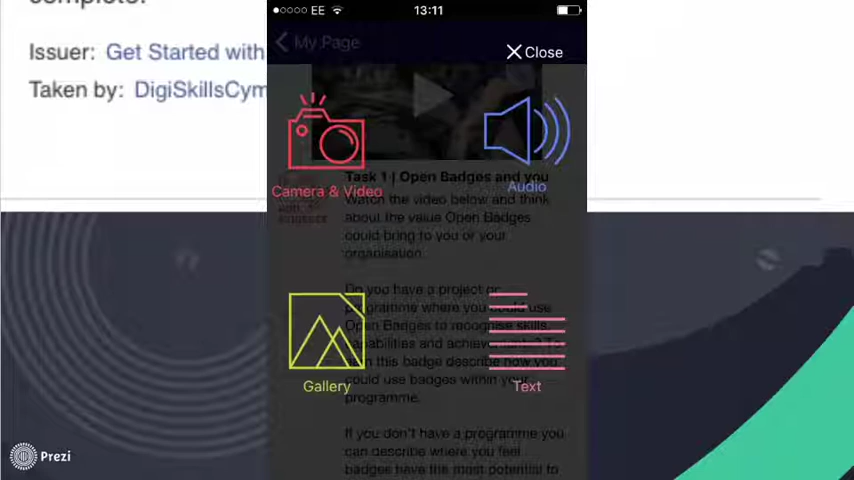 complete.
Issuer: Get Started with
Taken by: DigiSkillsCym
EE 13:11
My Page
Close
Camera & Video
Audio
Task 1 | Open Badges and you
Watch the video below and think
about the value Open Badges
could bring to you or your
organisation.
Do you have a project or
programme where you could use
Open Badges to recognise skills,
capabilities and achievements? To
earn this badge describe how you
could use badges within your
programme.
Gallery
Text
If you don't have a programme you
can describe where you feel
badges have the most potential to
Prezi